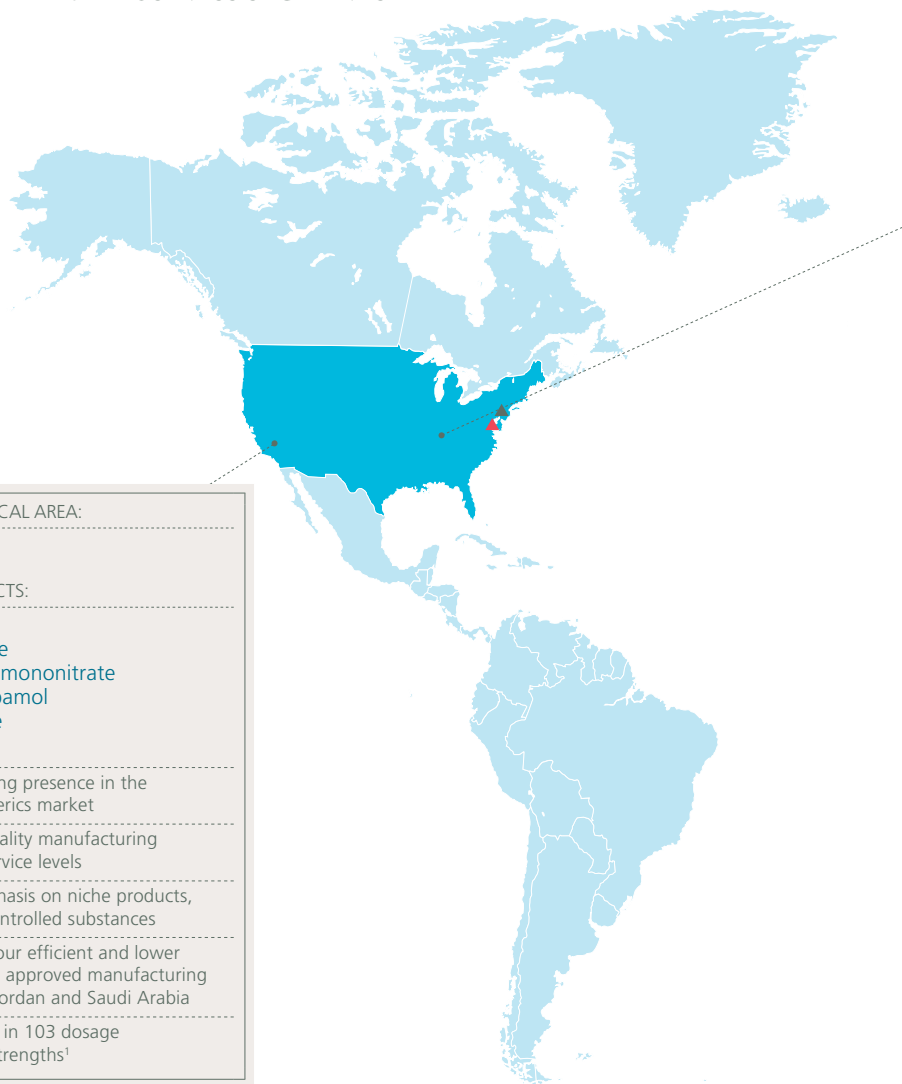 CAL AREA:
CTS:
e
mononitrate
bamol
e
ng presence in the
erics market
ality manufacturing
rvice levels
hasis on niche products,
ntrolled substances
our efficient and lower
approved manufacturing
ordan and Saudi Arabia
in 103 dosage
trengths¹